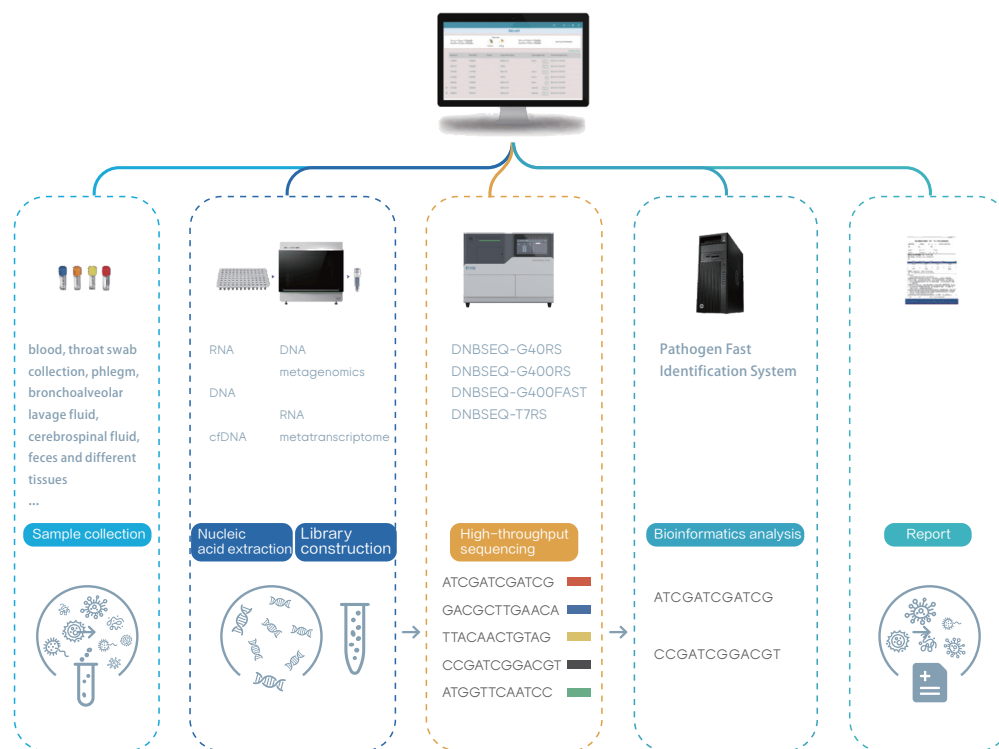 blood, throat swab
collection, phlegm,
bronchoalveolar
lavage fluid,
cerebrospinal fluid,
feces and different
tissues
...
Sample collection
RNA
DNA
cfDNA
DNA
metagenomics
RNA
metatranscriptome
Nucleic
acid extraction
Library
construction
DNBSEQ-G40RS
DNBSEQ-G400RS
DNBSEQ-G400FAST
DNBSEQ-T7RS
High-throughput
sequencing
ATCGATCGATCG
GACGCTTGAACA
TTACAACTGTAG
CCGATCGGACGT
ATGGTTCAATCC
Pathogen Fast
Identification System
Bioinformatics analysis
ATCGATCGATCG
CCGATCGGACGT
Report